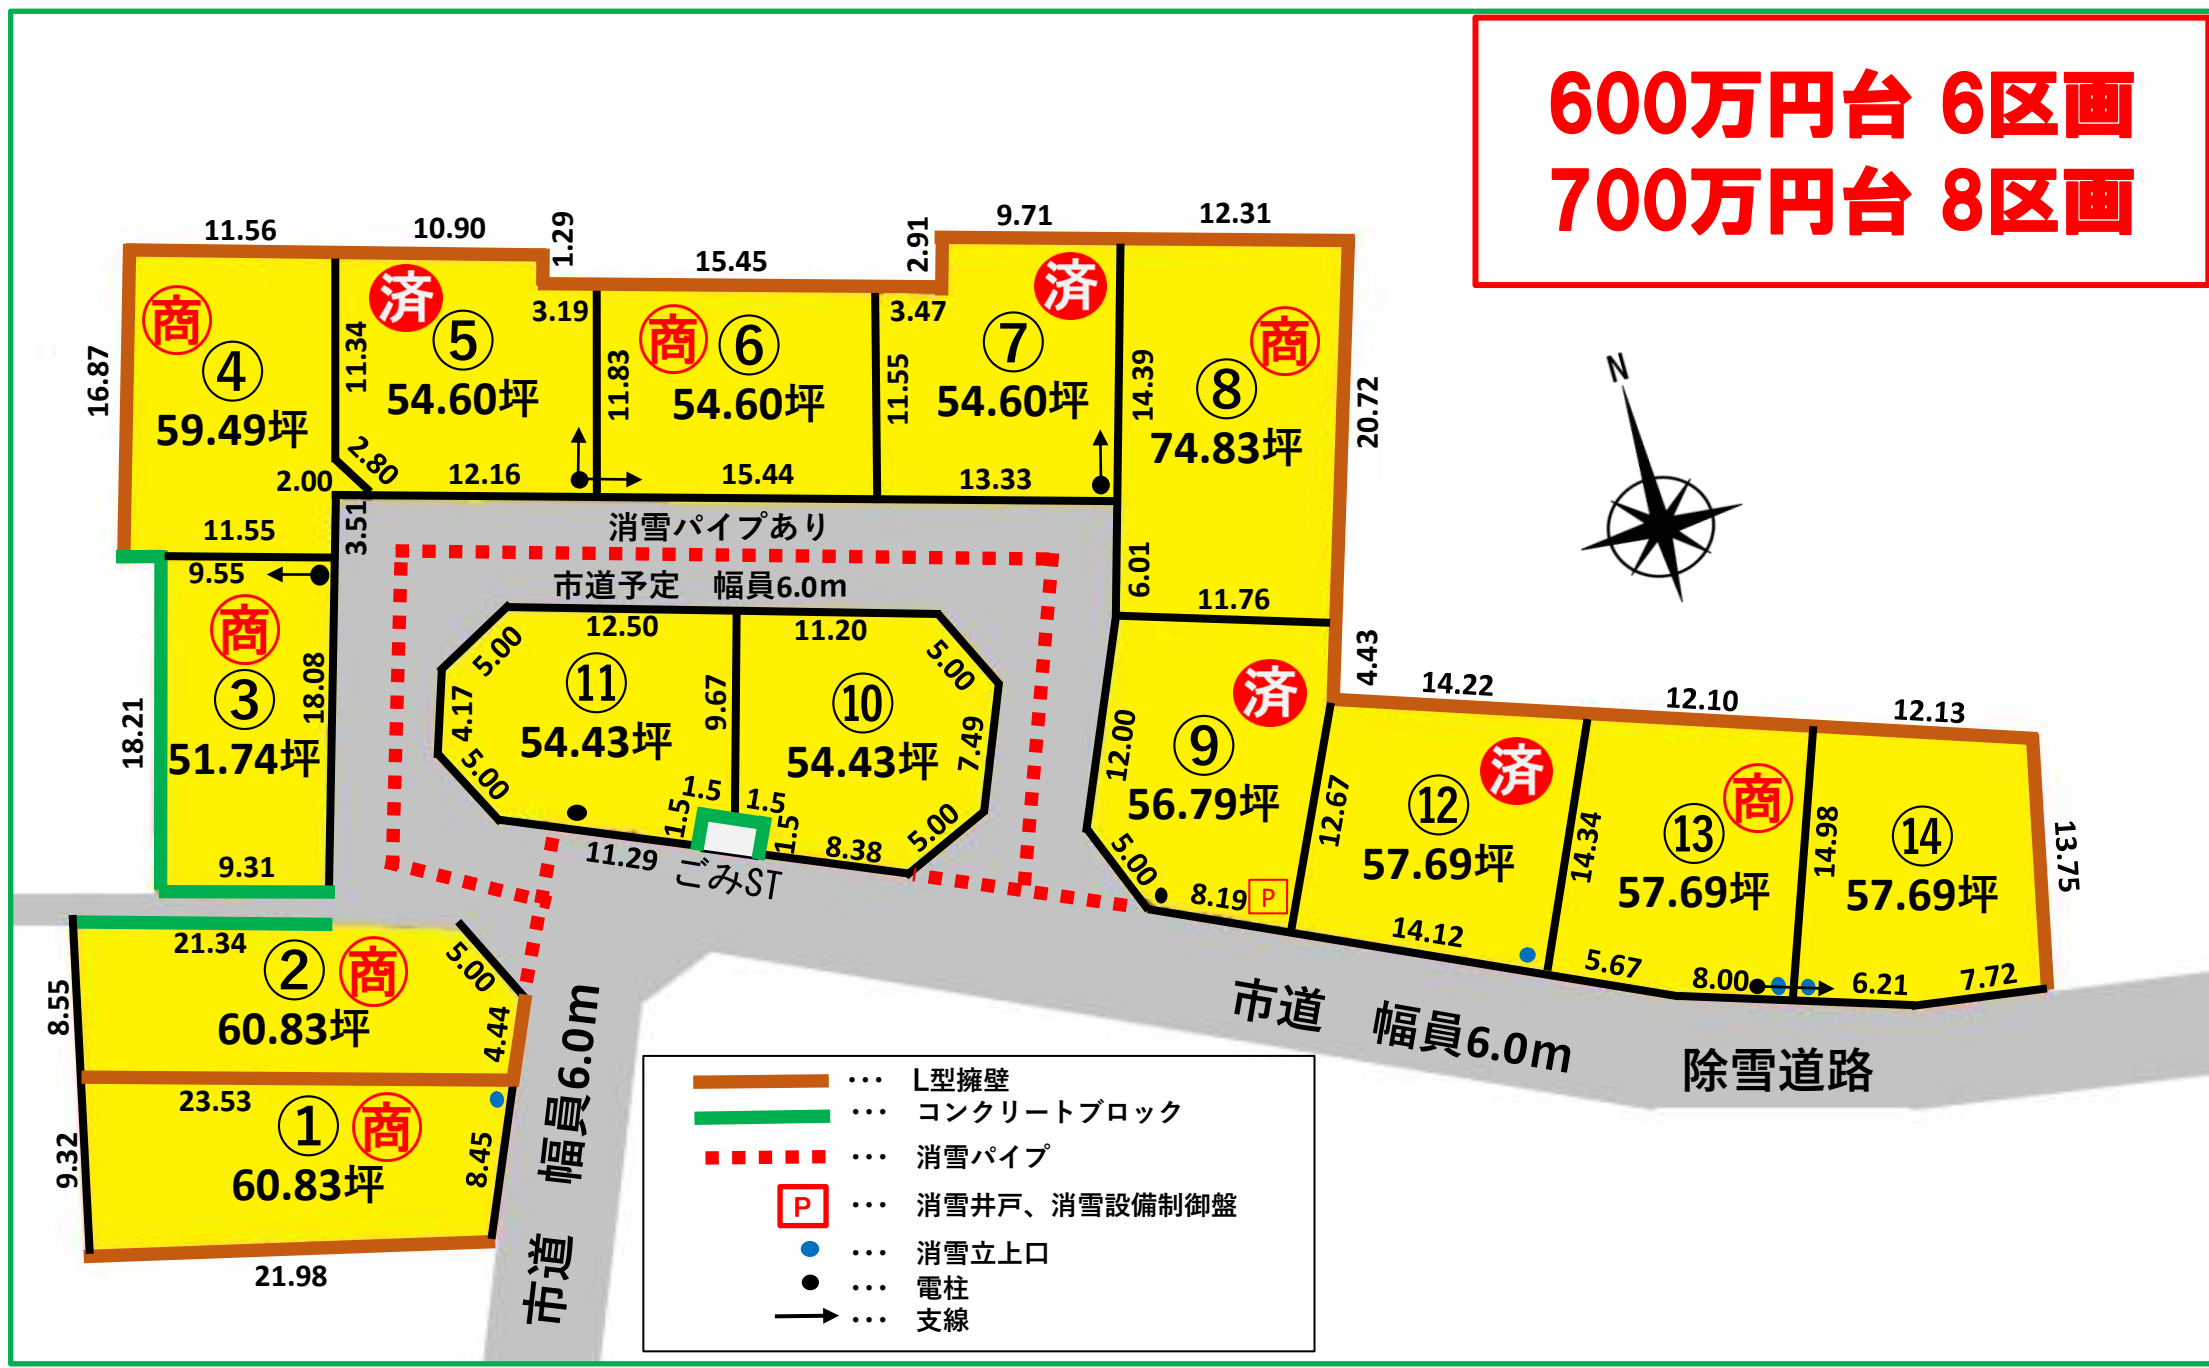 600万円台 6区画
700万円台 8区画
N
11.56
10.90
1.29
15.45
2.91
9.71
12.31
16.87
商
④
59.49坪
2.00
11.55
11.34
済
⑤
54.60坪
3.19
2.80
12.16
11.83
商
⑥
54.60坪
15.44
3.47
11.55
済
⑦
54.60坪
13.33
14.39
商
⑧
74.83坪
20.72
6.01
11.76
3.51
消雪パイプあり
市道予定 幅員6.0m
9.55
商
③
51.74坪
18.08
18.21
9.31
5.00
12.50
⑪
54.43坪
4.17
5.00
9.67
11.29
1.5
1.5
11.20
5.00
⑩
54.43坪
7.49
1.5
1.5
8.38
5.00
ごみST
4.43
済
⑨
56.79坪
12.00
5.00
8.19
P
14.22
12.67
済
⑫
57.69坪
14.12
12.10
14.34
商
⑬
57.69坪
5.67
8.00
12.13
14.98
⑭
57.69坪
13.75
6.21
7.72
21.34
②
商
60.83坪
5.00
8.55
4.44
23.53
①
商
60.83坪
9.32
8.45
21.98
市道 幅員6.0m
市道 幅員6.0m
除雪道路
… L型擁壁
… コンクリートブロック
… 消雪パイプ
P … 消雪井戸、消雪設備制御盤
… 消雪立上口
… 電柱
… 支線